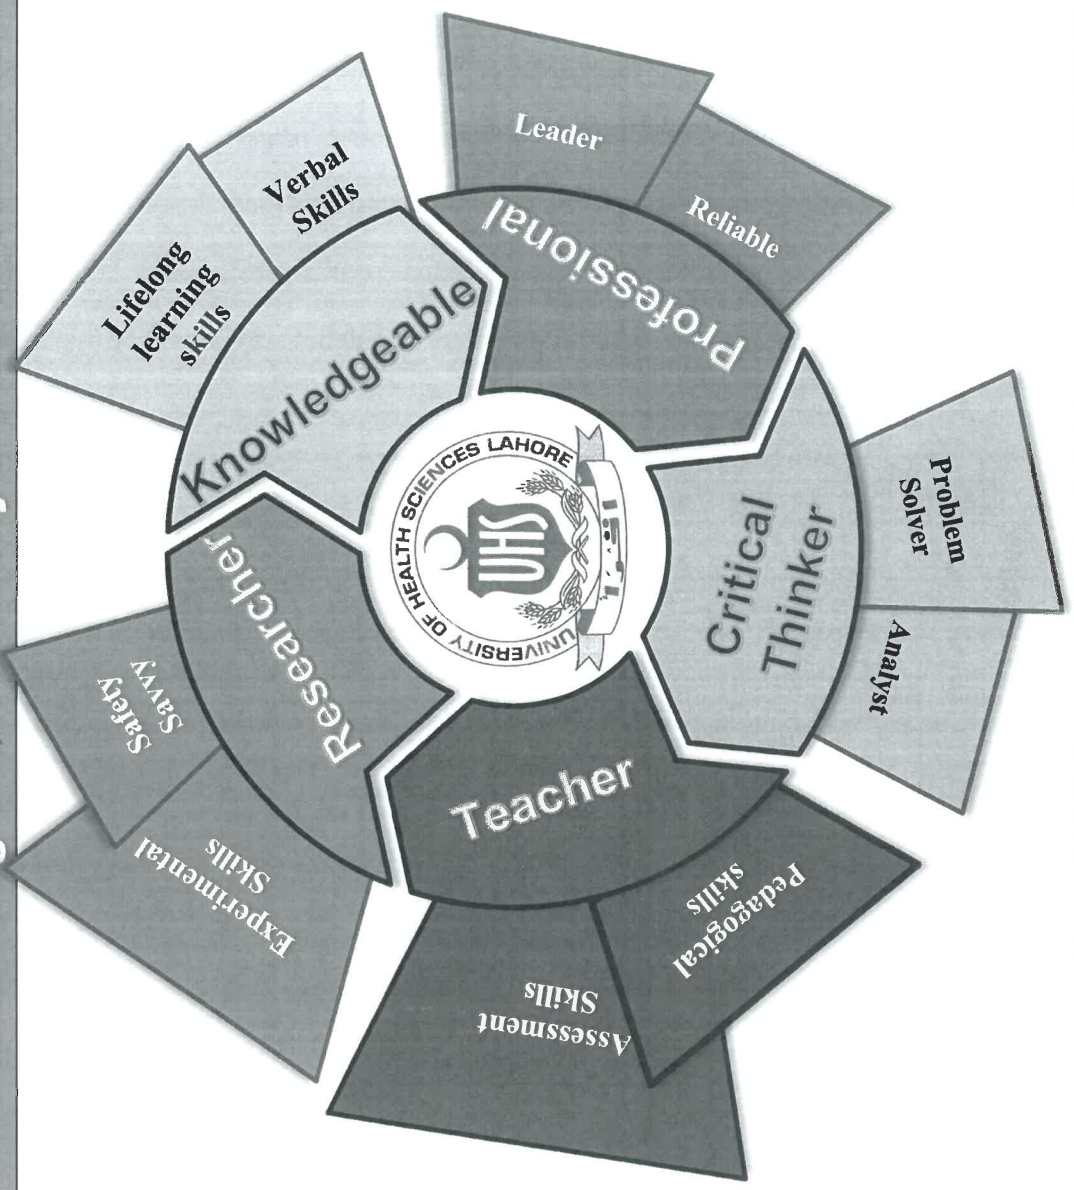 Leader
Reliable
Professional
Problem
Solver
Analyst
Critical
Thinker
Pedagogical
skills
Assessment
Skills
Teacher
Experimental
Skills
Safety
Savvy
Researcher
Lifelong
learning
skills
Verbal
Skills
Knowledgeable
UNIVERSITY OF HEALTH SCIENCES LAHORE
UHS